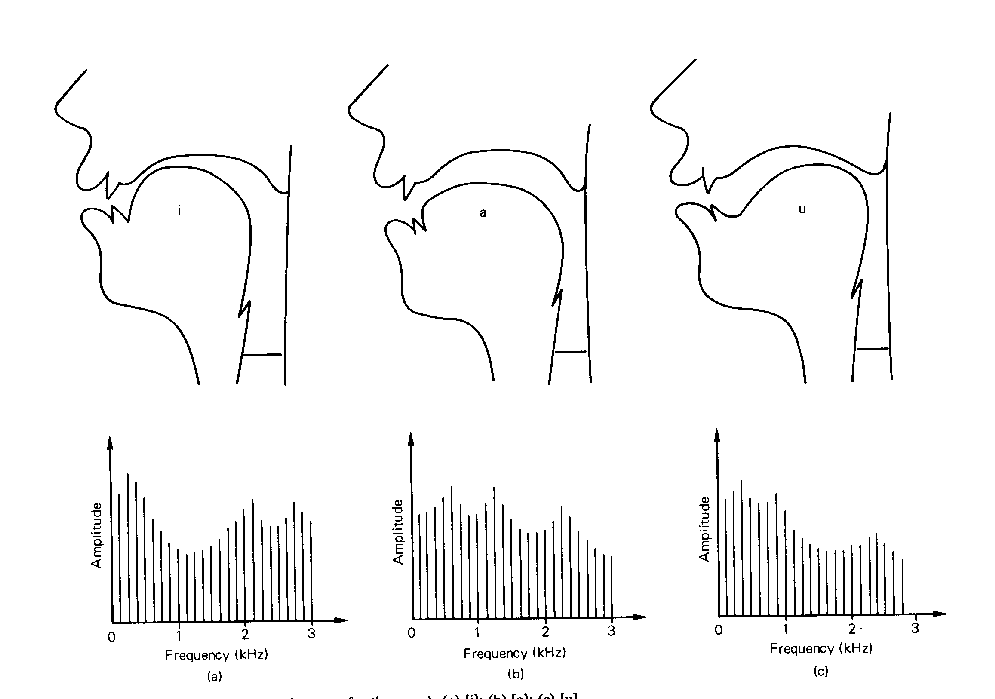 i
a
u
Amplitude
0 1 2 3
Frequency (kHz)
(a)
Amplitude
0 1 2 3
Frequency (kHz)
(b)
Amplitude
0 1 2 3
Frequency (kHz)
(c)